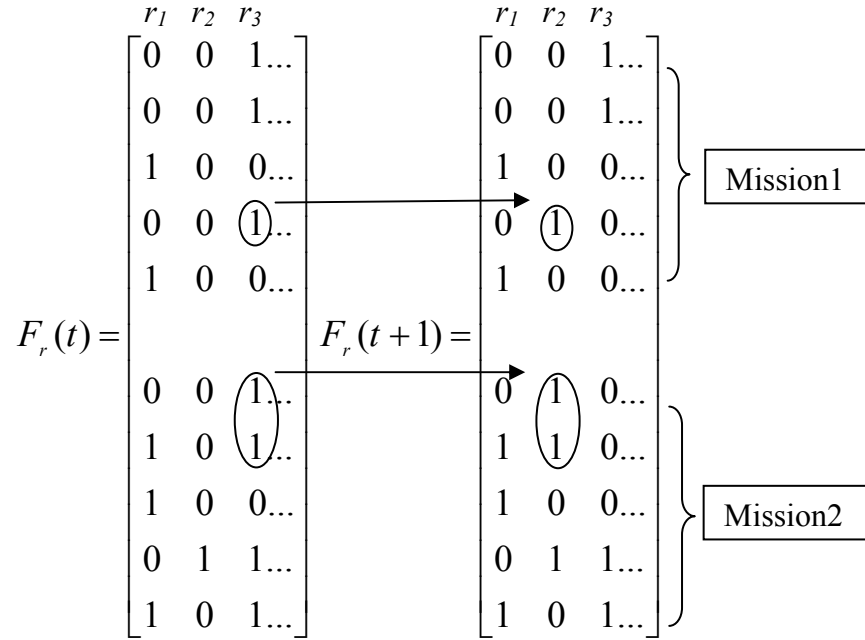 r1 r2 r3 r1 r2 r3
0 0 1... 0 0 1...
0 0 1... 0 0 1...
1 0 0... 1 0 0...
Mission1
0 0 1... 0 1 0...
1 0 0... 1 0 0...
F_r(t) = F_r(t+1) =
0 0 1... 0 1 0...
1 0 1... 1 1 0...
1 0 0... 1 0 0...
Mission2
0 1 1... 0 1 1...
1 0 1... 1 0 1...